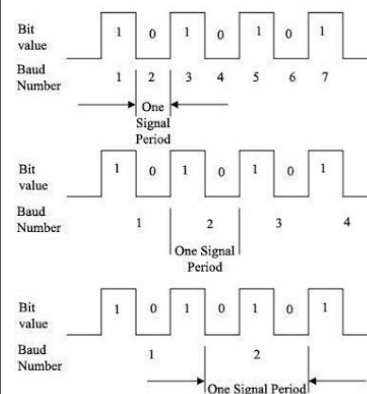 Bit value 1 0 1 0 1 0 1
Baud Number 1 2 3 4 5 6 7
One Signal Period
Bit value 1 0 1 0 1 0 1
Baud Number 1 2 3 4
One Signal Period
Bit value 1 0 1 0 1 0 1
Baud Number 1 2
One Signal Period